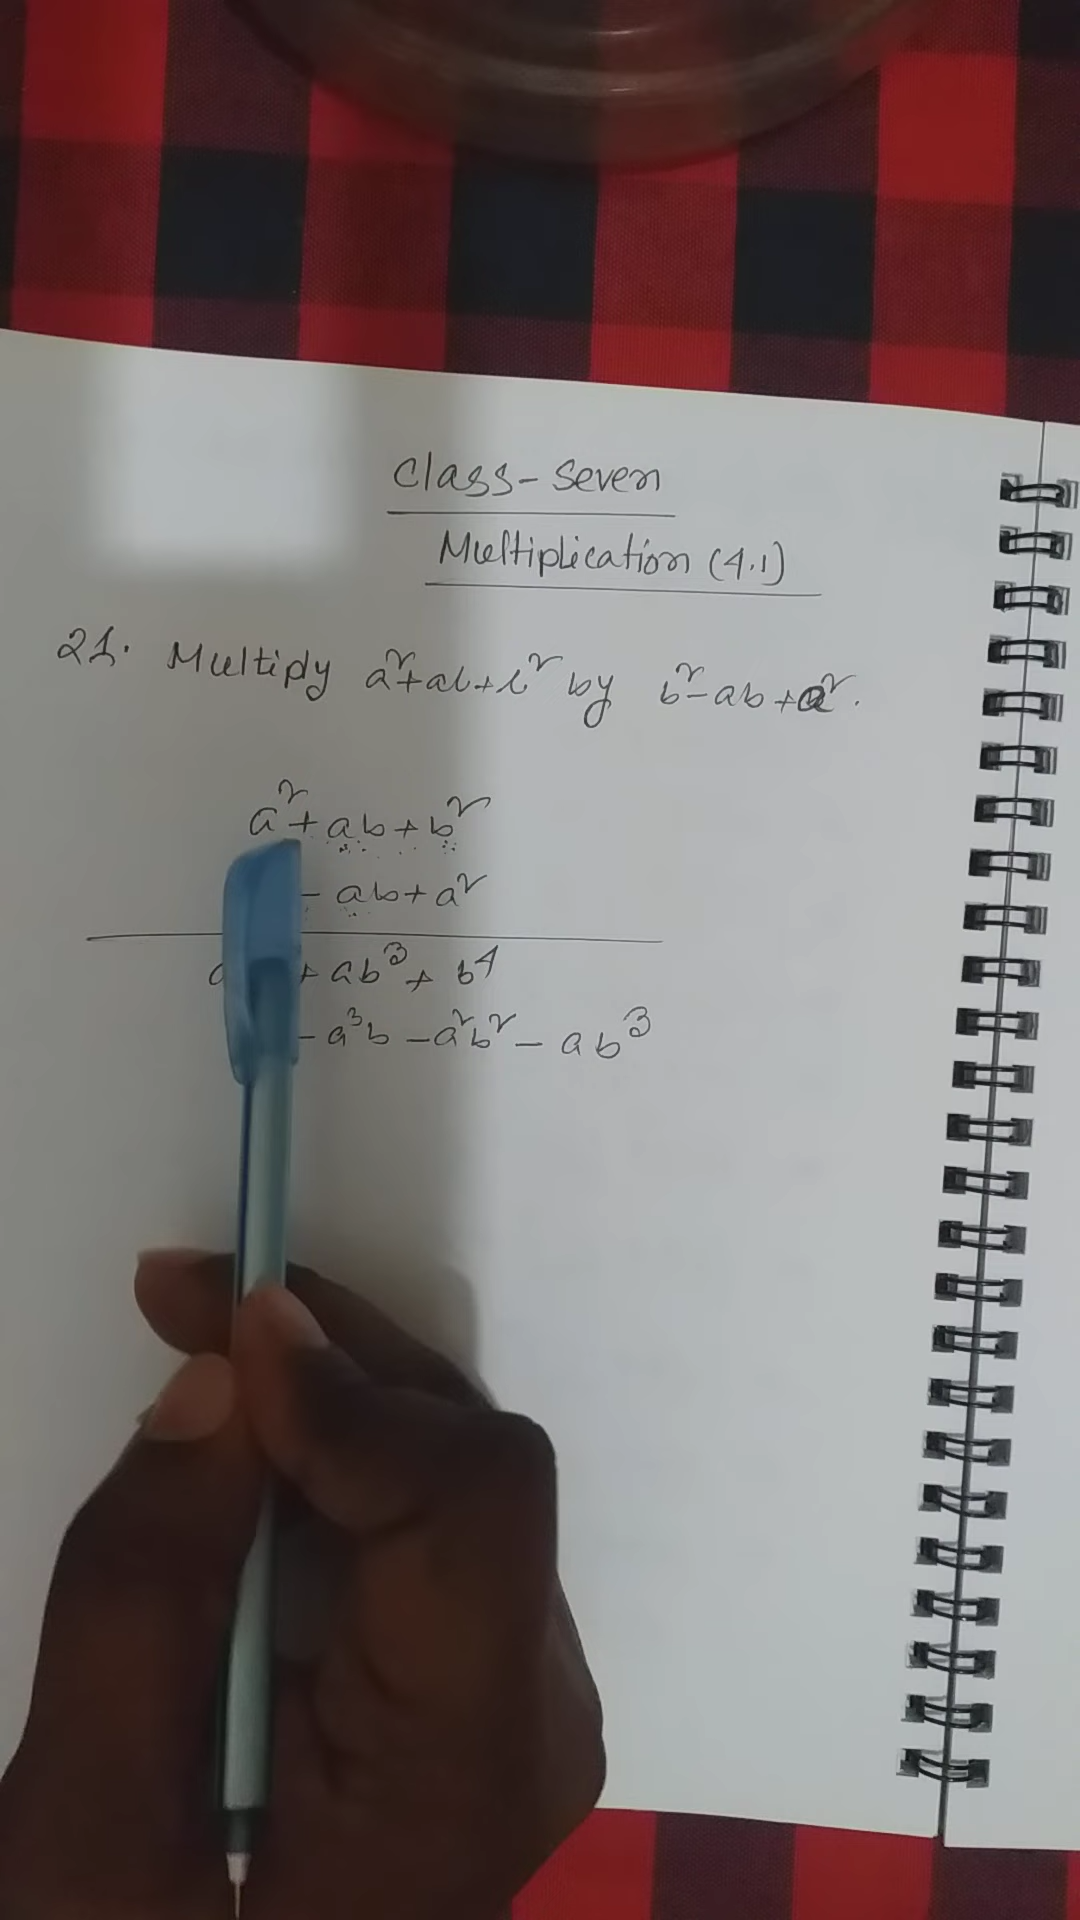 Class-Seven
Multiplication (4.1)
21. Multiply a²+ab+b² by b²-ab+a².
a²+ab+b²
-ab+a²
+ab³+b⁴
-a³b-a²b²-ab³